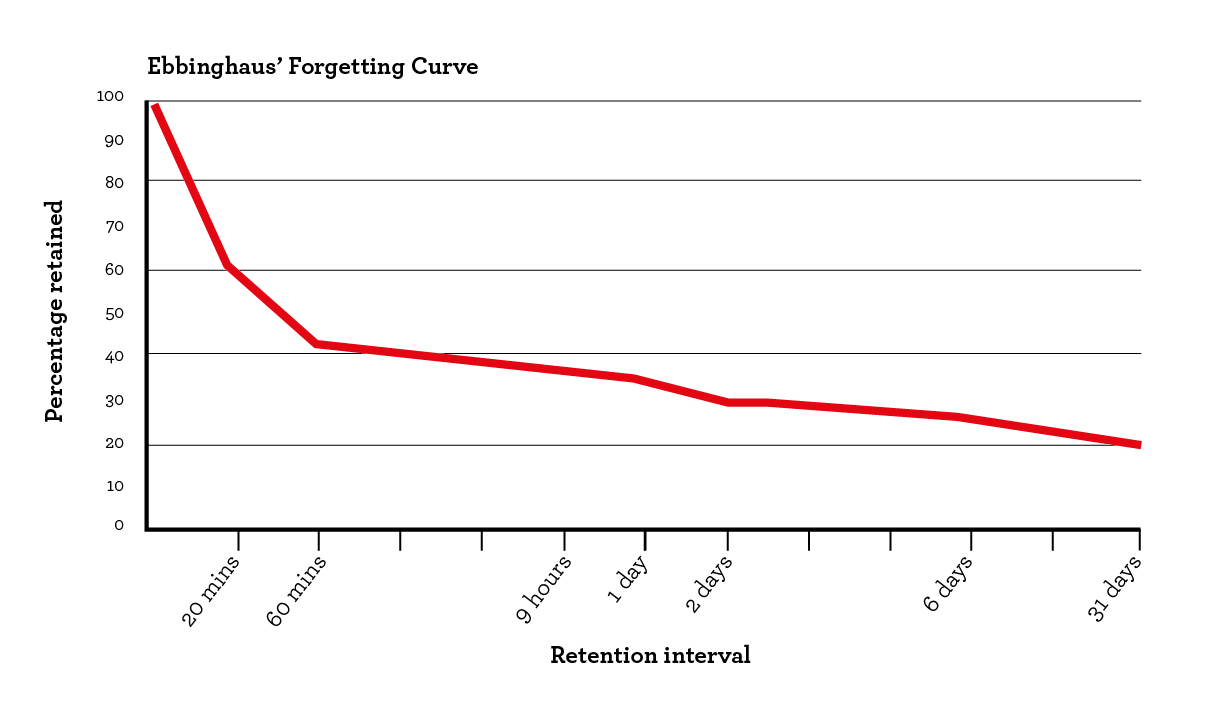 Ebbinghaus’ Forgetting Curve
100
90
80
70
60
50
40
30
20
10
0
Percentage retained
20 mins
60 mins
9 hours
1 day
2 days
6 days
31 days
Retention interval